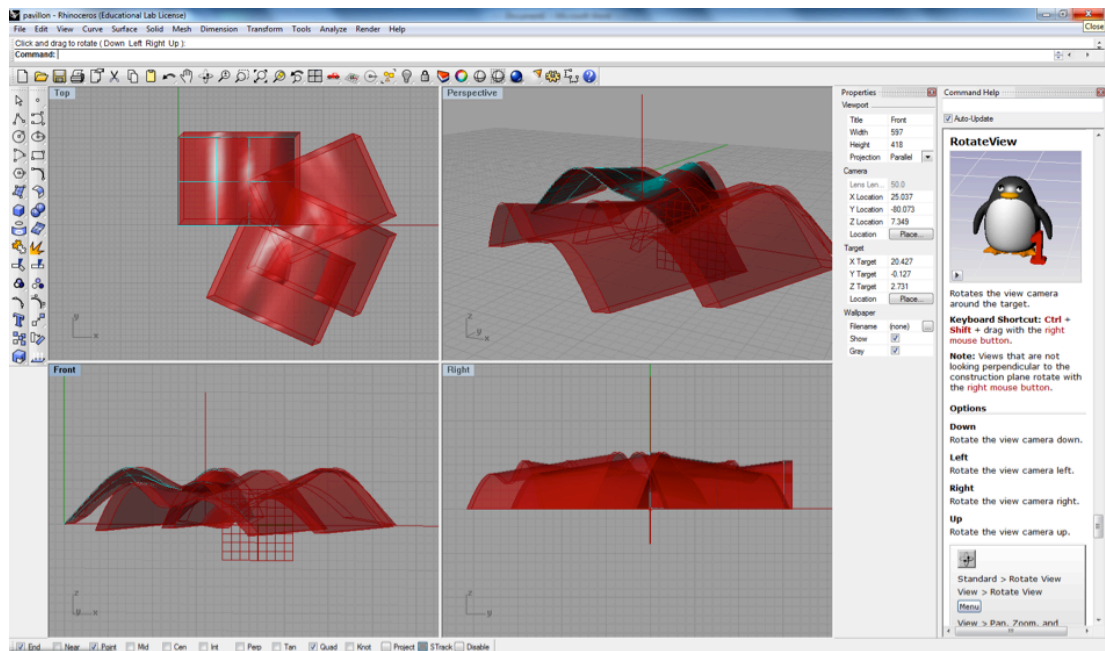 pavillon - Rhinoceros (Educational Lab License)
Close
File Edit View Curve Surface Solid Mesh Dimension Transform Tools Analyze Render Help
Click and drag to rotate ( Down Left Right Up ):
Command:
Top
Perspective
Front
Right
Properties
Viewport
Title Front
Width 597
Height 418
Projection Parallel
Camera
Lens Len... 50.0
X Location 25.037
Y Location -80.073
Z Location 7.349
Location Place...
Target
X Target 20.427
Y Target -0.127
Z Target 2.731
Location Place...
Wallpaper
Filename (none) ...
Show
Gray
Command Help
Auto-Update
RotateView
Rotates the view camera
around the target.
Keyboard Shortcut: Ctrl +
Shift + drag with the right
mouse button.
Note: Views that are not
looking perpendicular to the
construction plane rotate with
the right mouse button.
Options
Down
Rotate the view camera down.
Left
Rotate the view camera left.
Right
Rotate the view camera right.
Up
Rotate the view camera up.
Standard > Rotate View
View > Rotate View
Menu
View > Pan, Zoom, and
End Near Point Mid Cen Int Perp Tan Quad Knot Project STrack Disable